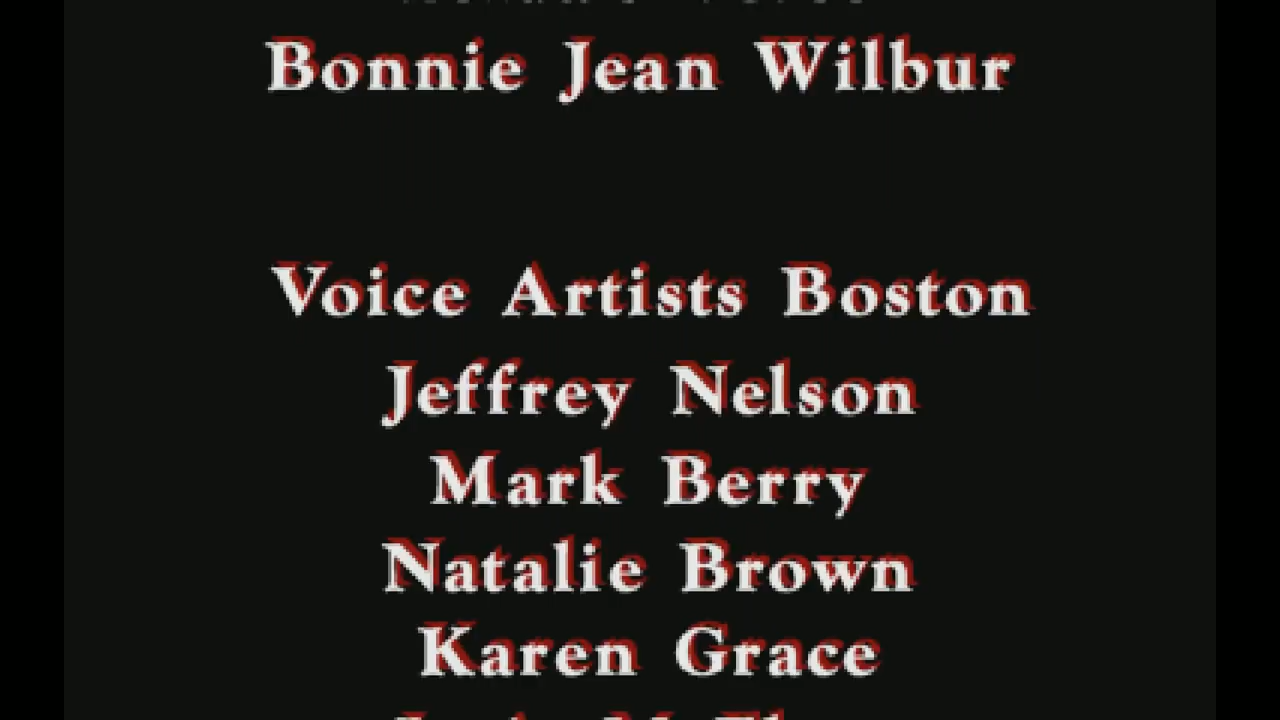 Bonnie Jean Wilbur
Voice Artists Boston
Jeffrey Nelson
Mark Berry
Natalie Brown
Karen Grace